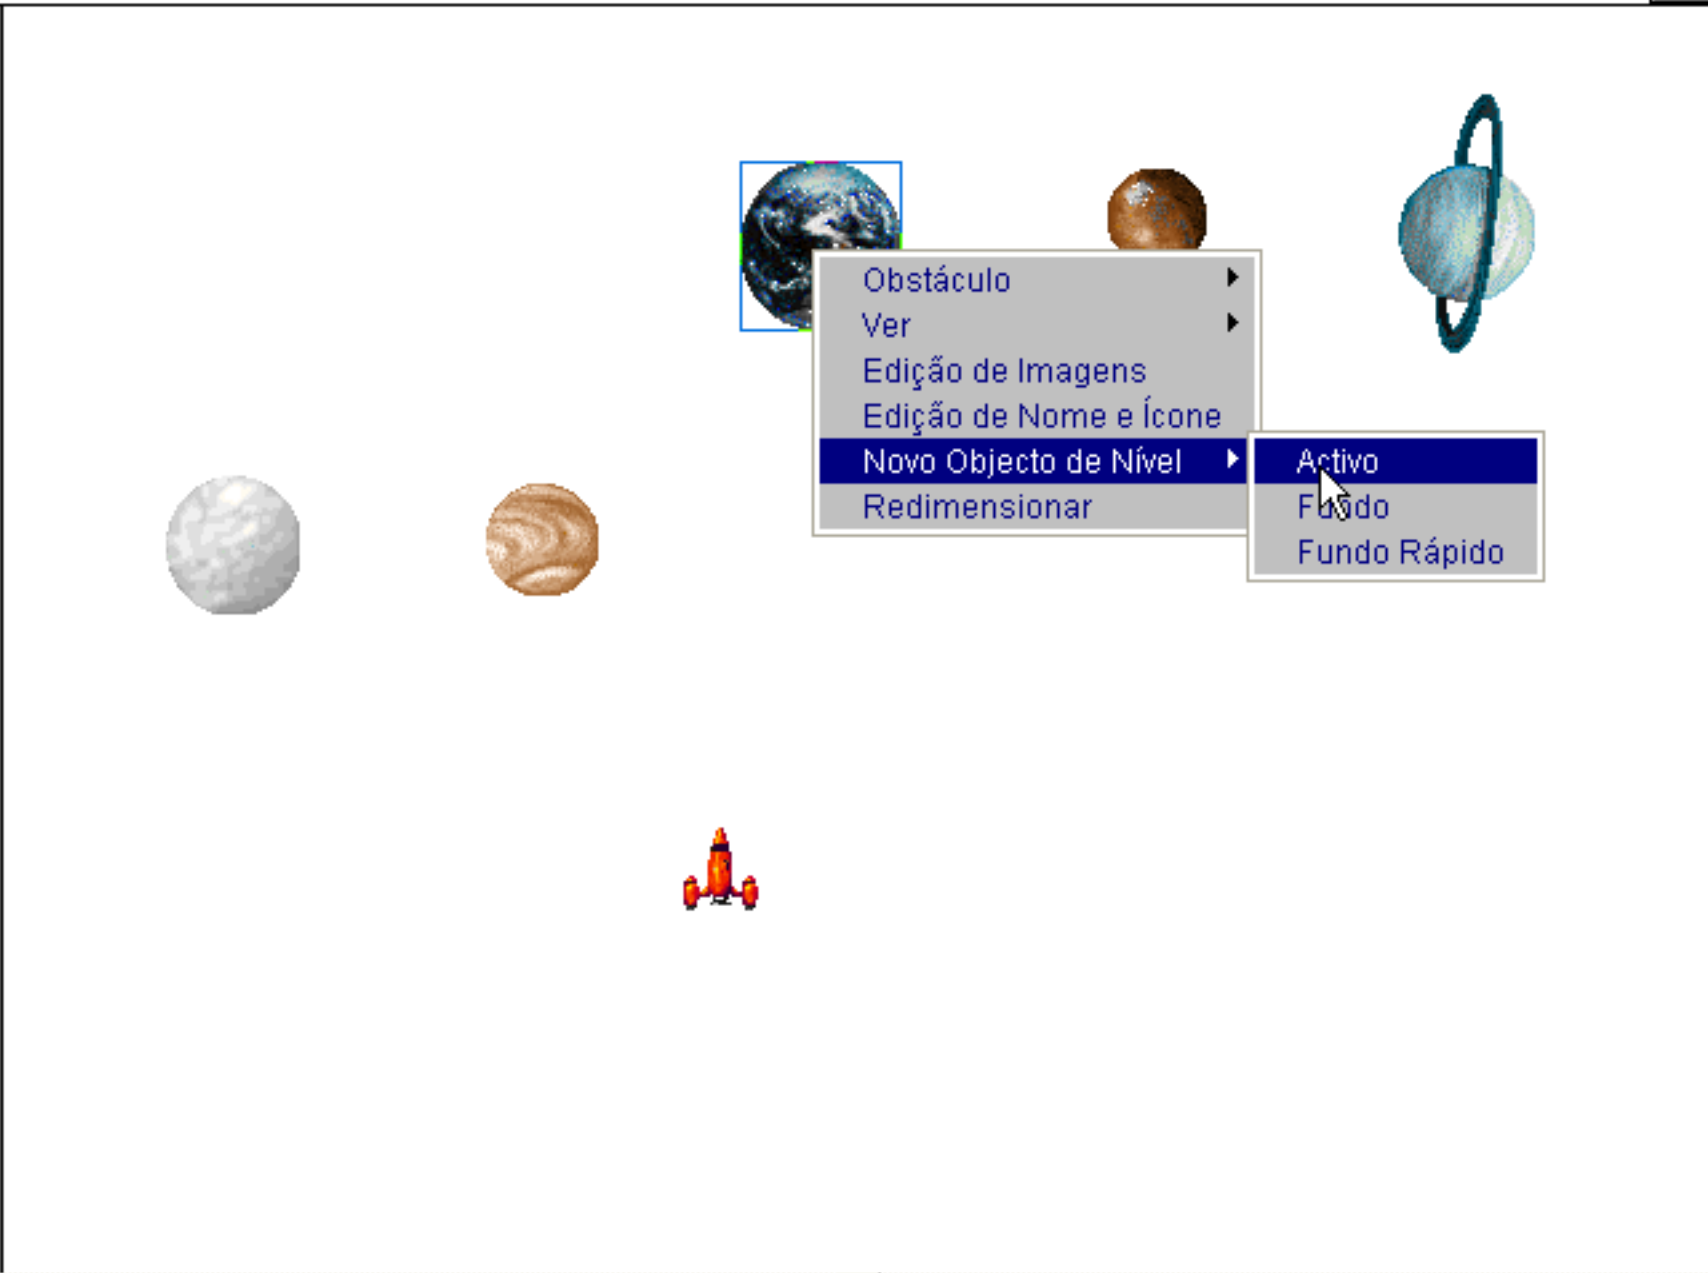 Obstáculo
Ver
Edição de Imagens
Edição de Nome e Ícone
Novo Objecto de Nível
Redimensionar
Activo
Fundo
Fundo Rápido